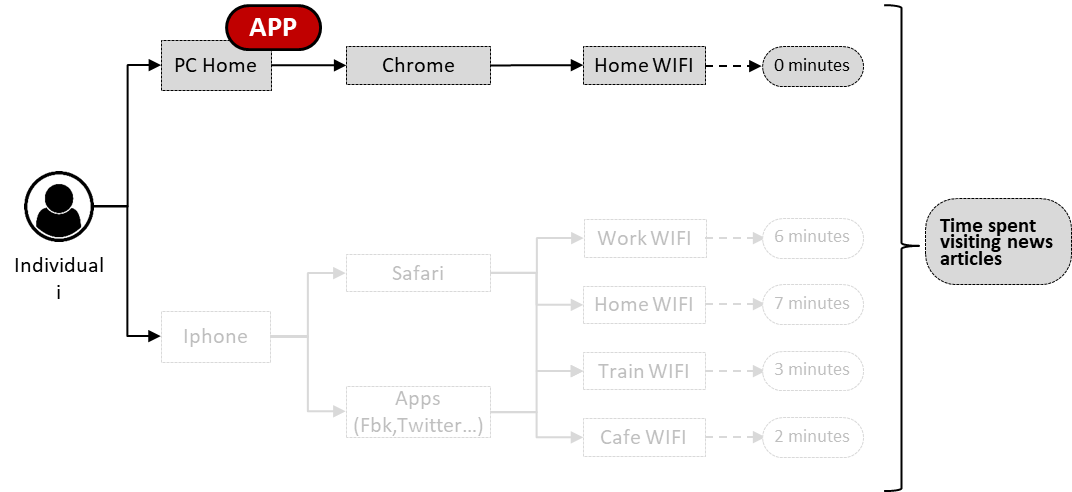 APP
PC Home
Chrome
Home WIFI
0 minutes
Individual
i
Iphone
Safari
Apps
(Fbk,Twitter...)
Work WIFI
6 minutes
Home WIFI
7 minutes
Train WIFI
3 minutes
Cafe WIFI
2 minutes
Time spent
visiting news
articles